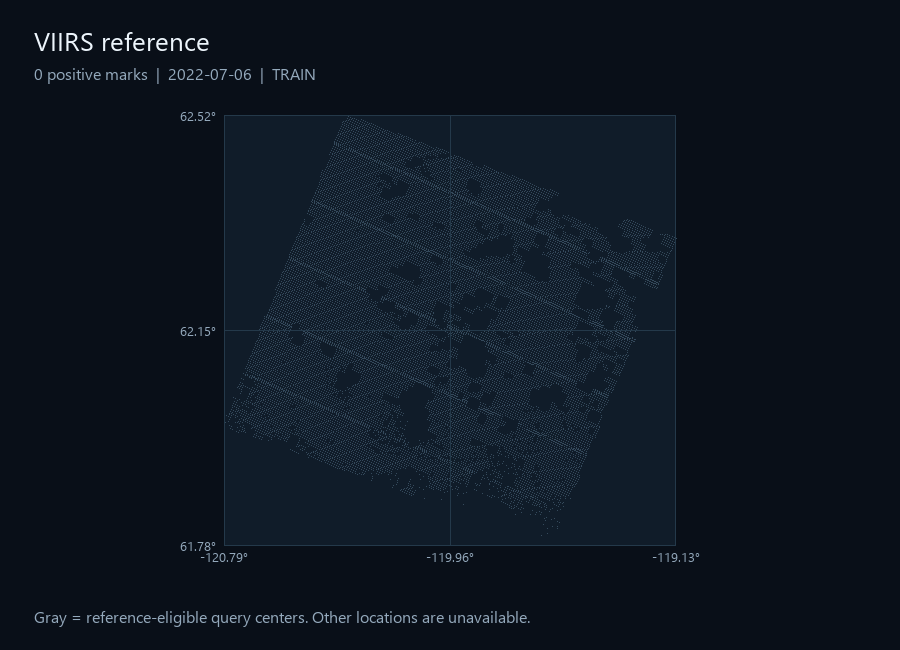 VIIRS reference
0 positive marks | 2022-07-06 | TRAIN
62.52°
62.15°
61.78°
-120.79° -119.96° -119.13°
Gray = reference-eligible query centers. Other locations are unavailable.